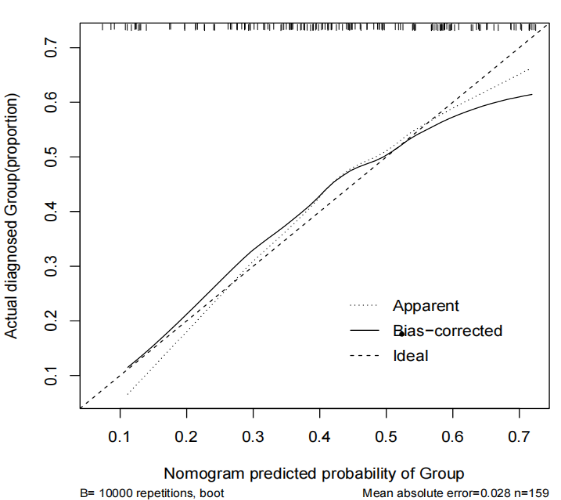 Actual diagnosed Group(proportion)
0.7
0.6
0.5
0.4
0.3
0.2
0.1
Apparent
Bias−corrected
Ideal
0.1 0.2 0.3 0.4 0.5 0.6 0.7
Nomogram predicted probability of Group
B= 10000 repetitions, boot Mean absolute error=0.028 n=159